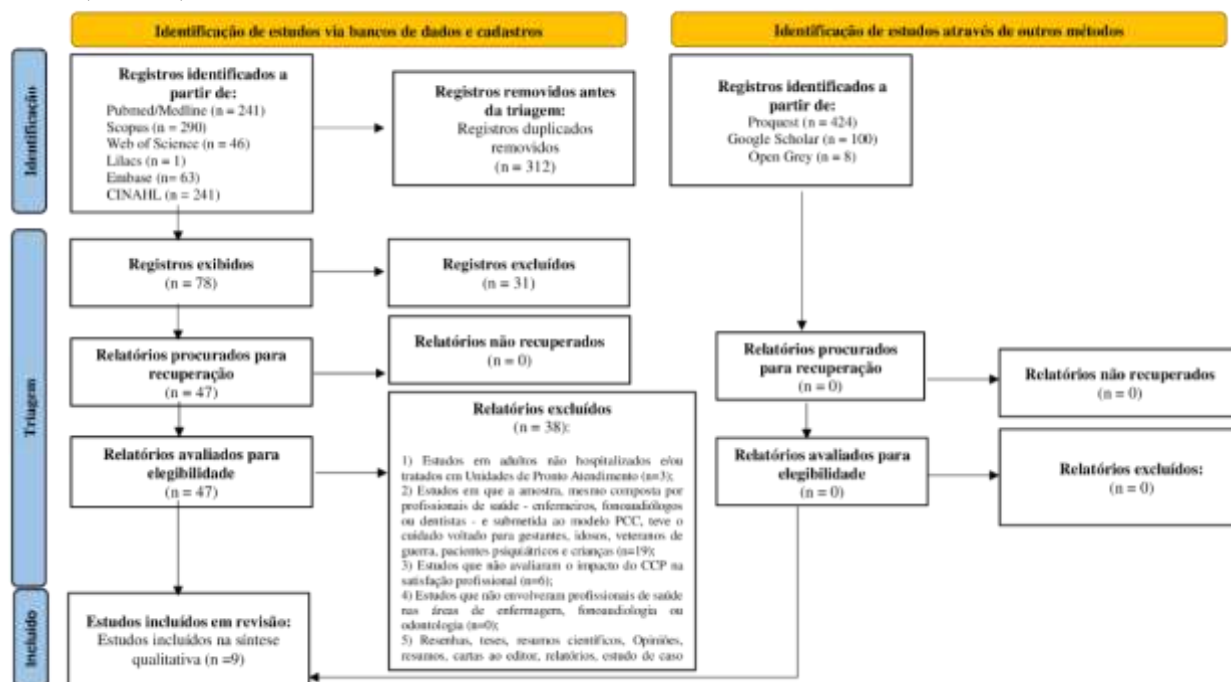 Identificação de estudos via bancos de dados e cadastros
Identificação de estudos através de outros métodos
Identificação
Registros identificados a
partir de:
Pubmed/Medline (n = 241)
Scopus (n = 290)
Web of Science (n = 46)
Lilacs (n = 1)
Embase (n= 63)
CINAHL (n = 241)
Registros removidos antes
da triagem:
Registros duplicados
removidos
(n = 312)
Registros identificados a
partir de:
Proquest (n = 424)
Google Scholar (n = 100)
Open Grey (n = 8)
Triagem
Registros exibidos
(n = 78)
Registros excluídos
(n = 31)
Relatórios procurados para
recuperação
(n = 47)
Relatórios não recuperados
(n = 0)
Relatórios procurados
para recuperação
(n = 0)
Relatórios não recuperados
(n = 0)
Relatórios avaliados para
elegibilidade
(n = 47)
Relatórios excluídos
(n = 38):
1) Estudos em adultos não hospitalizados e/ou
tratados em Unidades de Pronto Atendimento (n=3);
2) Estudos em que a amostra, mesmo composta por
profissionais de saúde - enfermeiros, fonoaudiólogos
ou dentistas - e submetida ao modelo PCC, teve o
cuidado voltado para gestantes, idosos, veteranos de
guerra, pacientes psiquiátricos e crianças (n=19);
3) Estudos que não avaliaram o impacto do CCP na
satisfação profissional (n=6);
4) Estudos que não envolveram profissionais de saúde
nas áreas de enfermagem, fonoaudiologia ou
odontologia (n=0);
5) Resenhas, teses, resumos científicos, Opiniões,
resumos, cartas ao editor, relatórios, estudo de caso
Relatórios avaliados para
elegibilidade
(n = 0)
Relatórios excluídos:
(n = 0)
Incluído
Estudos incluídos em revisão:
Estudos incluídos na síntese
qualitativa (n =9)